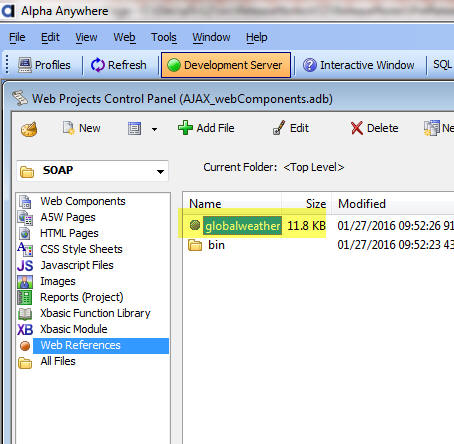 Alpha Anywhere
File Edit View Web Tools Window Help
Profiles Refresh Development Server Interactive Window SQL
Web Projects Control Panel (AJAX_webComponents.adb)
New Add File Edit Delete Ne
SOAP Current Folder: <Top Level>
Name Size Modified
Web Components
globalweather 11.8 KB 01/27/2016 09:52:26 91
A5W Pages
bin 01/27/2016 09:52:23 43
HTML Pages
CSS Style Sheets
JS Javascript Files
Images
Reports (Project)
Xbasic Function Library
XB Xbasic Module
Web References
All Files